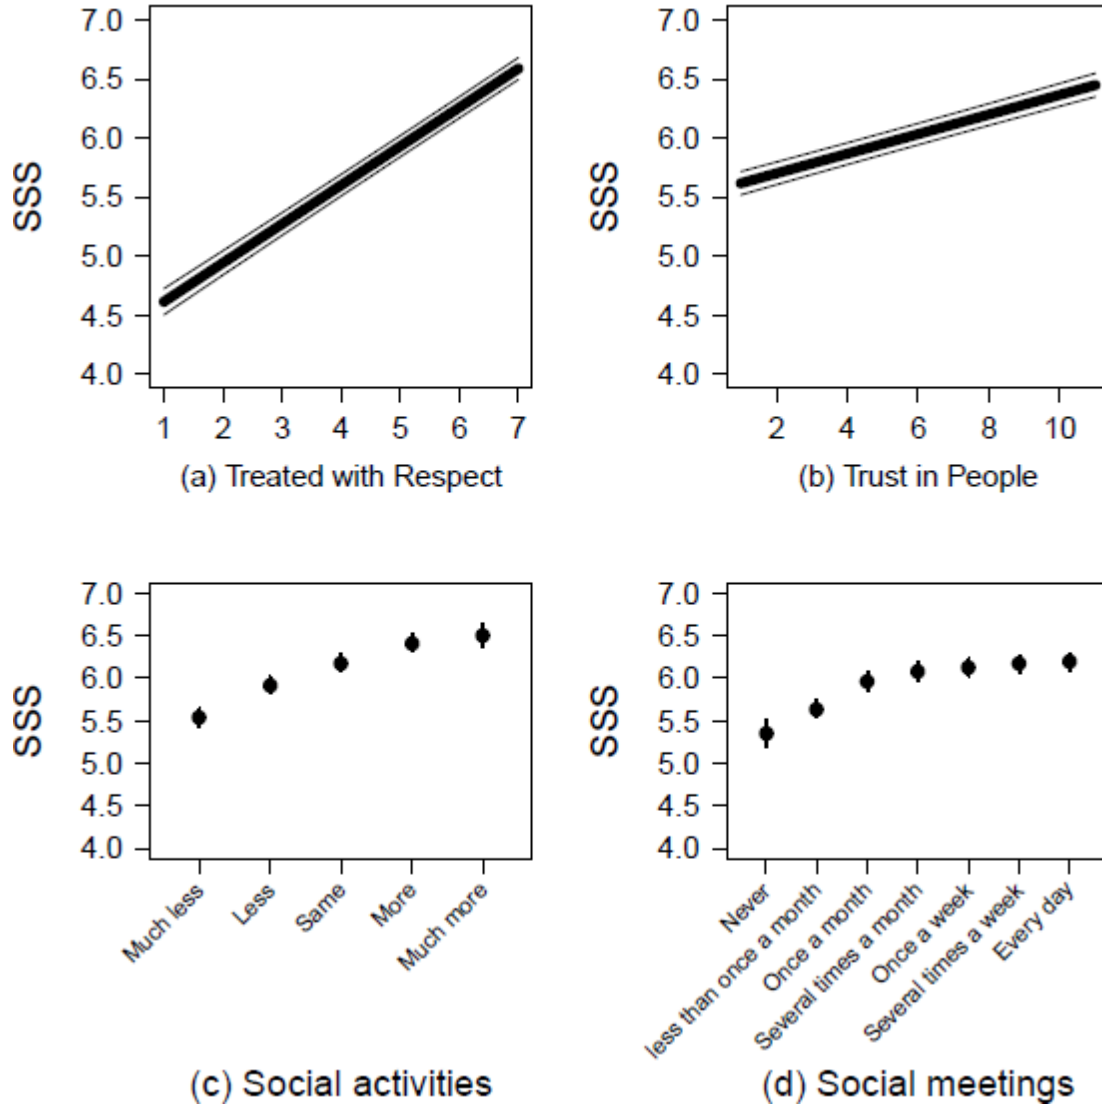 7.0
6.5
6.0
5.5
5.0
4.5
4.0
SSS
1 2 3 4 5 6 7
(a) Treated with Respect
7.0
6.5
6.0
5.5
5.0
4.5
4.0
SSS
2 4 6 8 10
(b) Trust in People
7.0
6.5
6.0
5.5
5.0
4.5
4.0
SSS
Much less
Less
Same
More
Much more
(c) Social activities
7.0
6.5
6.0
5.5
5.0
4.5
4.0
SSS
Never
less than once a month
Once a month
Several times a month
Once a week
Several times a week
Every day
(d) Social meetings